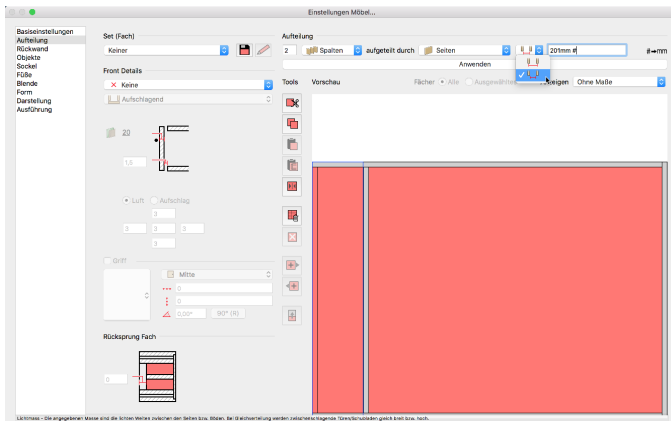 Einstellungen Möbel...
Basiseinstellungen
Aufteilung
Rückwand
Objekte
Sockel
Füße
Blende
Form
Darstellung
Ausführung
Set (Fach)
Keiner
Front Details
Keine
Aufschlagend
20
1,5
Luft Aufschlag
3
3 3 3
3
Griff
Mitte
0
0
0,00° 90° (R)
Rücksprung Fach
0
Aufteilung
2 Spalten aufgeteilt durch Seiten 201mm # #→mm
Anwenden
Tools Vorschau Fächer Alle Ausgewählte Anzeigen Ohne Maße
Lichtmass - Die angegebenen Masse sind die lichten Weiten zwischen den Seiten bzw. Böden. Bei Gleichverteilung werden zwischenschlagende Türen/Schubladen gleich breit bzw. hoch.